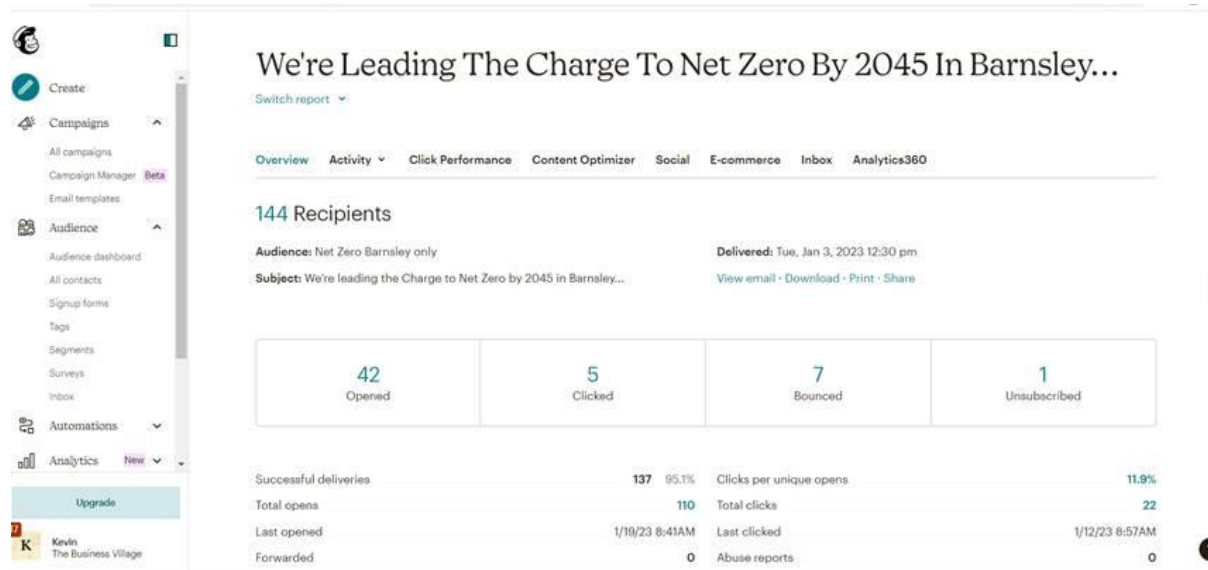 We're Leading The Charge To Net Zero By 2045 In Barnsley...
Switch report
Create
Campaigns
All campaigns
Campaign Manager Beta
Email templates
Audience
Audience dashboard
All contacts
Signup forms
Tags
Segments
Surveys
Inbox
Automations
Analytics New
Upgrade
17
K
Kevin
The Business Village
Overview Activity Click Performance Content Optimizer Social E-commerce Inbox Analytics360
144 Recipients
Audience: Net Zero Barnsley only
Delivered: Tue, Jan 3, 2023 12:30 pm
Subject: We're leading the Charge to Net Zero by 2045 in Barnsley...
View email · Download · Print · Share
42
Opened
5
Clicked
7
Bounced
1
Unsubscribed
Successful deliveries 137 95.1%
Clicks per unique opens 11.9%
Total opens 110
Total clicks 22
Last opened 1/19/23 8:41AM
Last clicked 1/12/23 8:57AM
Forwarded 0
Abuse reports 0